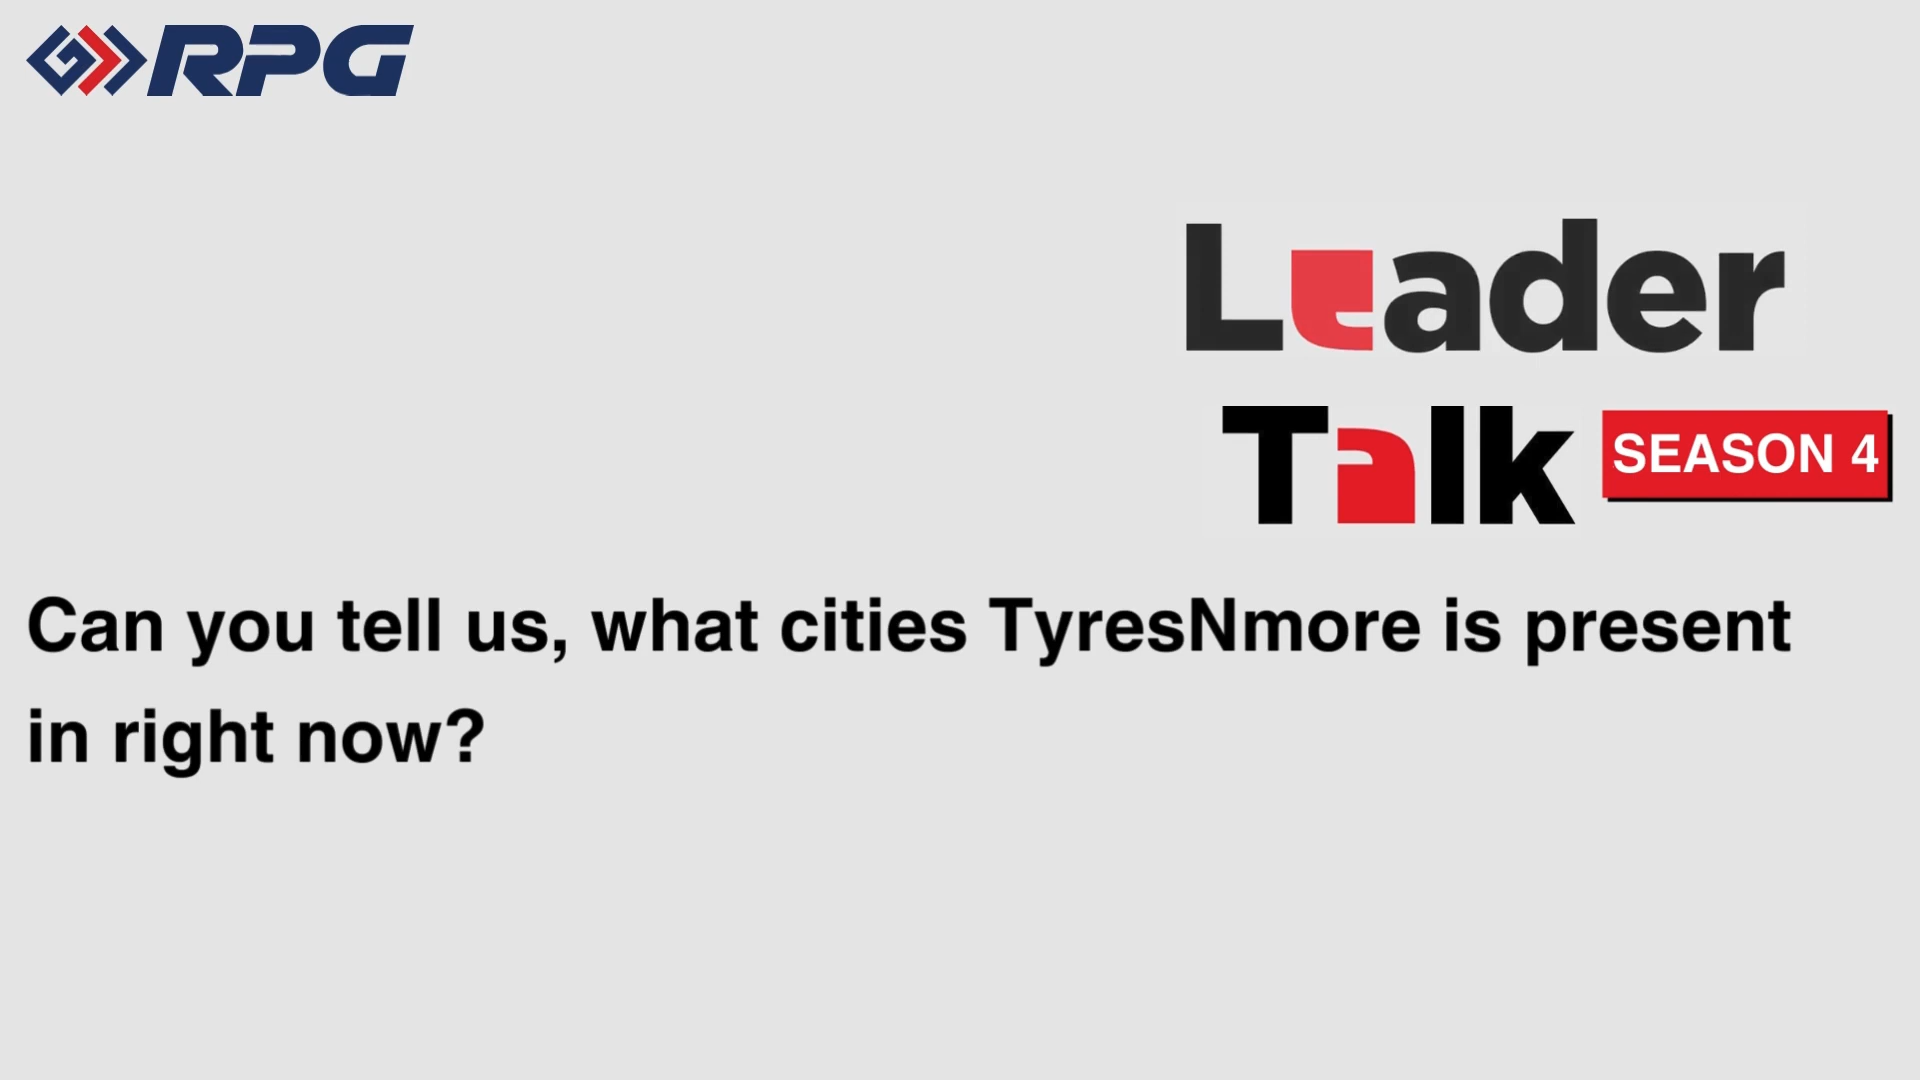 RPG
Leader
Talk SEASON 4
Can you tell us, what cities TyresNmore is present
in right now?